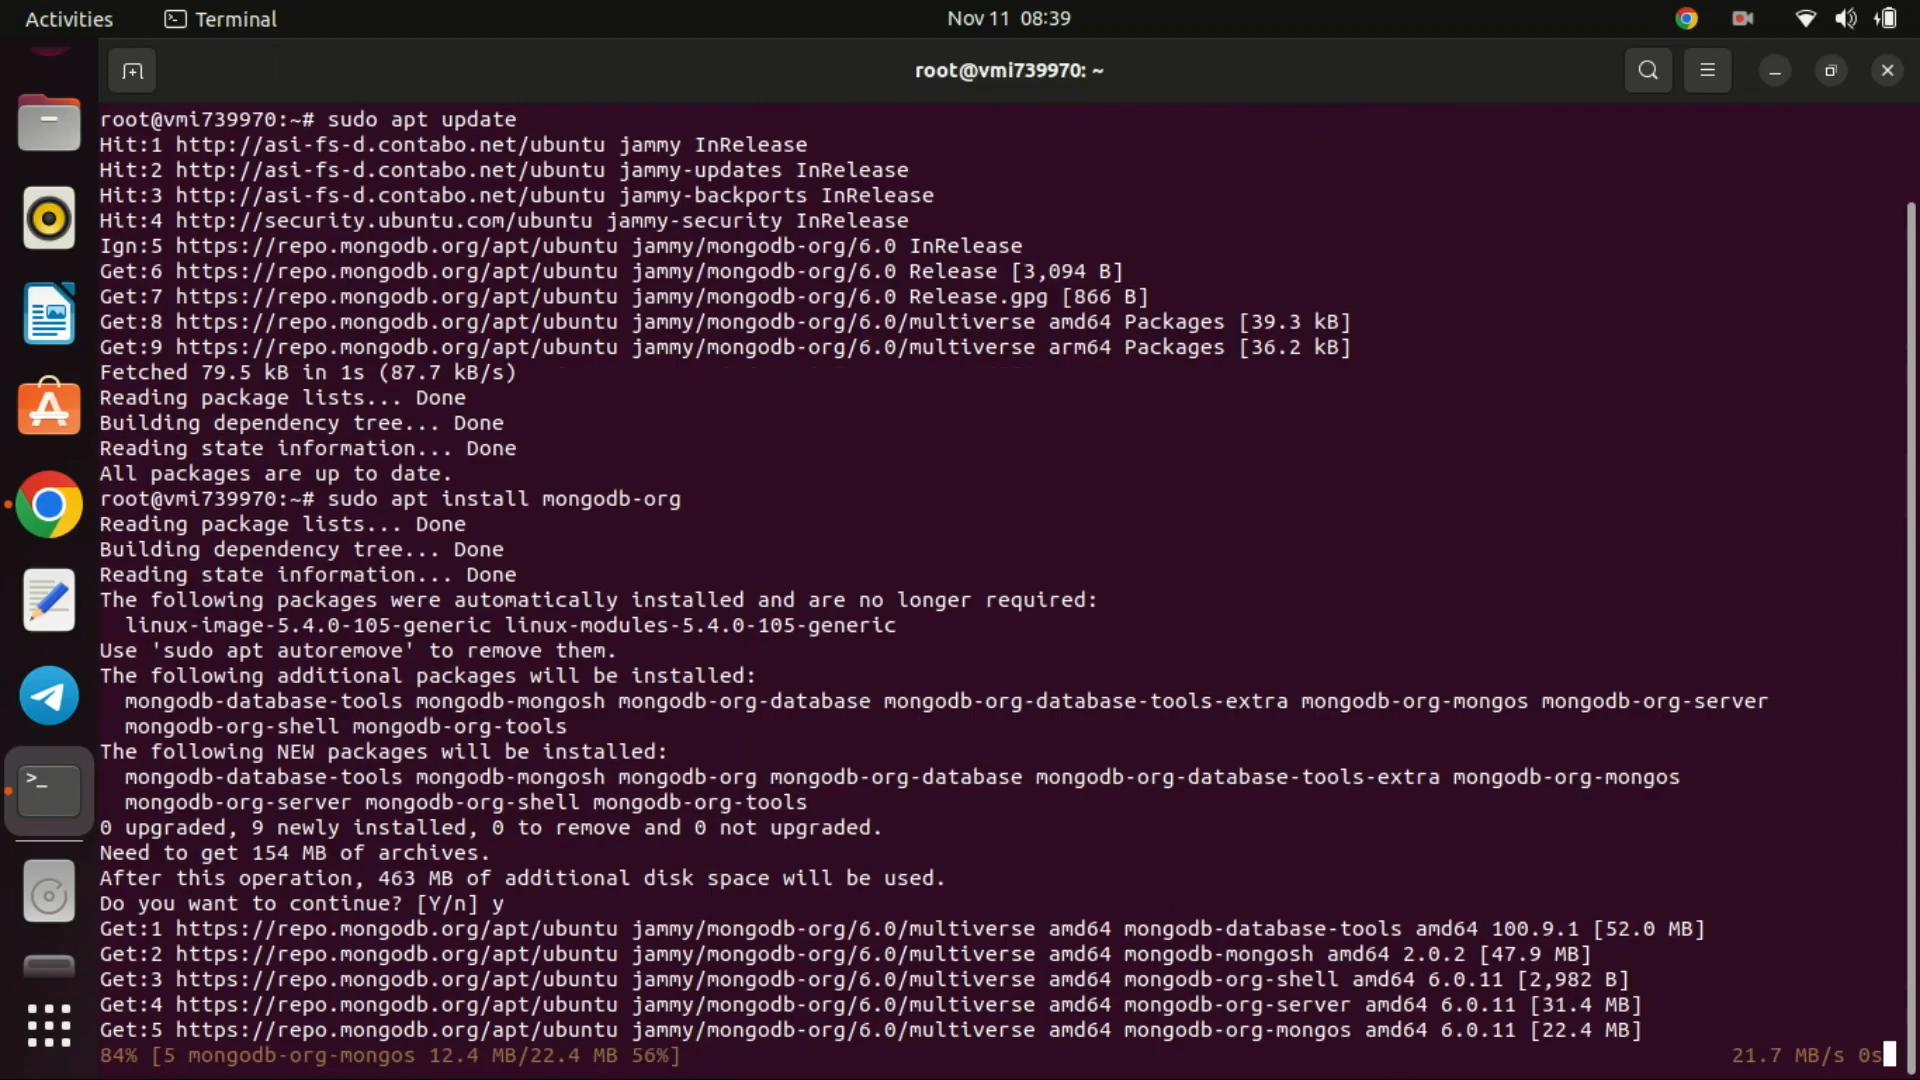 Activities
Terminal
Nov 11 08:39
root@vmi739970: ~
root@vmi739970:~# sudo apt update
Hit:1 http://asi-fs-d.contabo.net/ubuntu jammy InRelease
Hit:2 http://asi-fs-d.contabo.net/ubuntu jammy-updates InRelease
Hit:3 http://asi-fs-d.contabo.net/ubuntu jammy-backports InRelease
Hit:4 http://security.ubuntu.com/ubuntu jammy-security InRelease
Ign:5 https://repo.mongodb.org/apt/ubuntu jammy/mongodb-org/6.0 InRelease
Get:6 https://repo.mongodb.org/apt/ubuntu jammy/mongodb-org/6.0 Release [3,094 B]
Get:7 https://repo.mongodb.org/apt/ubuntu jammy/mongodb-org/6.0 Release.gpg [866 B]
Get:8 https://repo.mongodb.org/apt/ubuntu jammy/mongodb-org/6.0/multiverse amd64 Packages [39.3 kB]
Get:9 https://repo.mongodb.org/apt/ubuntu jammy/mongodb-org/6.0/multiverse arm64 Packages [36.2 kB]
Fetched 79.5 kB in 1s (87.7 kB/s)
Reading package lists... Done
Building dependency tree... Done
Reading state information... Done
All packages are up to date.
root@vmi739970:~# sudo apt install mongodb-org
Reading package lists... Done
Building dependency tree... Done
Reading state information... Done
The following packages were automatically installed and are no longer required:
  linux-image-5.4.0-105-generic linux-modules-5.4.0-105-generic
Use 'sudo apt autoremove' to remove them.
The following additional packages will be installed:
  mongodb-database-tools mongodb-mongosh mongodb-org-database mongodb-org-database-tools-extra mongodb-org-mongos mongodb-org-server
  mongodb-org-shell mongodb-org-tools
The following NEW packages will be installed:
  mongodb-database-tools mongodb-mongosh mongodb-org mongodb-org-database mongodb-org-database-tools-extra mongodb-org-mongos
  mongodb-org-server mongodb-org-shell mongodb-org-tools
0 upgraded, 9 newly installed, 0 to remove and 0 not upgraded.
Need to get 154 MB of archives.
After this operation, 463 MB of additional disk space will be used.
Do you want to continue? [Y/n] y
Get:1 https://repo.mongodb.org/apt/ubuntu jammy/mongodb-org/6.0/multiverse amd64 mongodb-database-tools amd64 100.9.1 [52.0 MB]
Get:2 https://repo.mongodb.org/apt/ubuntu jammy/mongodb-org/6.0/multiverse amd64 mongodb-mongosh amd64 2.0.2 [47.9 MB]
Get:3 https://repo.mongodb.org/apt/ubuntu jammy/mongodb-org/6.0/multiverse amd64 mongodb-org-shell amd64 6.0.11 [2,982 B]
Get:4 https://repo.mongodb.org/apt/ubuntu jammy/mongodb-org/6.0/multiverse amd64 mongodb-org-server amd64 6.0.11 [31.4 MB]
Get:5 https://repo.mongodb.org/apt/ubuntu jammy/mongodb-org/6.0/multiverse amd64 mongodb-org-mongos amd64 6.0.11 [22.4 MB]
84% [5 mongodb-org-mongos 12.4 MB/22.4 MB 56%] 21.7 MB/s 0s